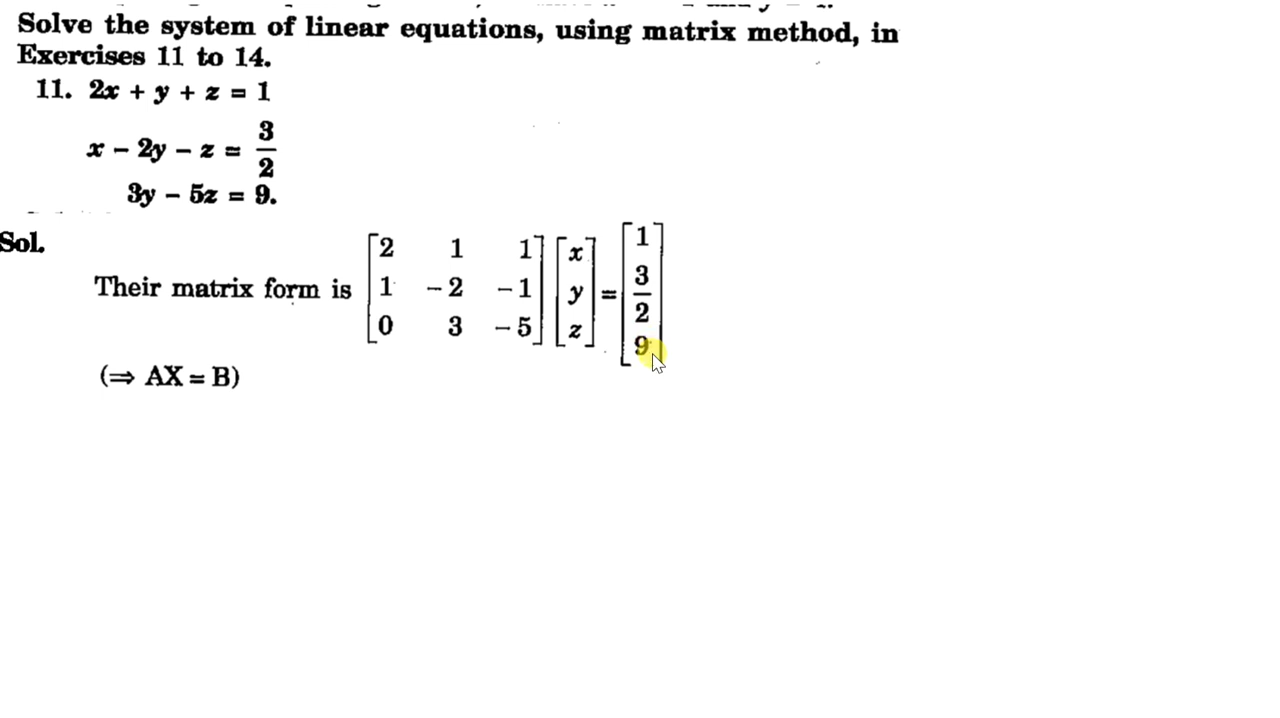 Solve the system of linear equations, using matrix method, in
Exercises 11 to 14.
11. 2x + y + z = 1
x − 2y − z = 3/2
3y − 5z = 9.
Sol.
Their matrix form is [2 1 1; 1 −2 −1; 0 3 −5] [x; y; z] = [1; 3/2; 9]
(⇒ AX = B)